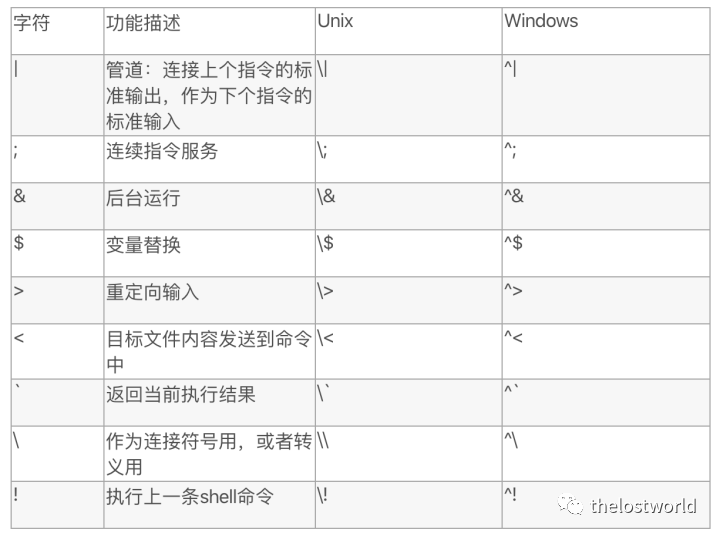 字符 功能描述 Unix Windows
| 管道：连接上个指令的标 \| ^|
准输出，作为下个指令的
标准输入
; 连续指令服务 \; ^;
& 后台运行 \& ^&
$ 变量替换 \$ ^$
> 重定向输入 \> ^>
< 目标文件内容发送到命令 \< ^<
中
` 返回当前执行结果 \` ^`
\ 作为连接符号用，或者转 \\ ^\
义用
! 执行上一条shell命令 \! ^!
thelostworld